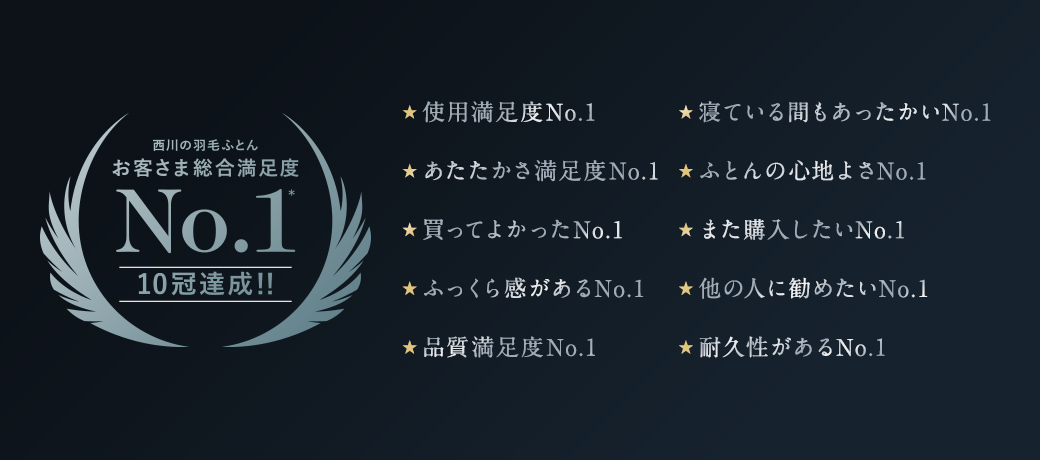 西川の羽毛ふとん
お客さま総合満足度
No.1*
10冠達成!!
★使用満足度No.1
★あたたかさ満足度No.1
★買ってよかったNo.1
★ふっくら感があるNo.1
★品質満足度No.1
★寝ている間もあったかいNo.1
★ふとんの心地よさNo.1
★また購入したいNo.1
★他の人に勧めたいNo.1
★耐久性があるNo.1